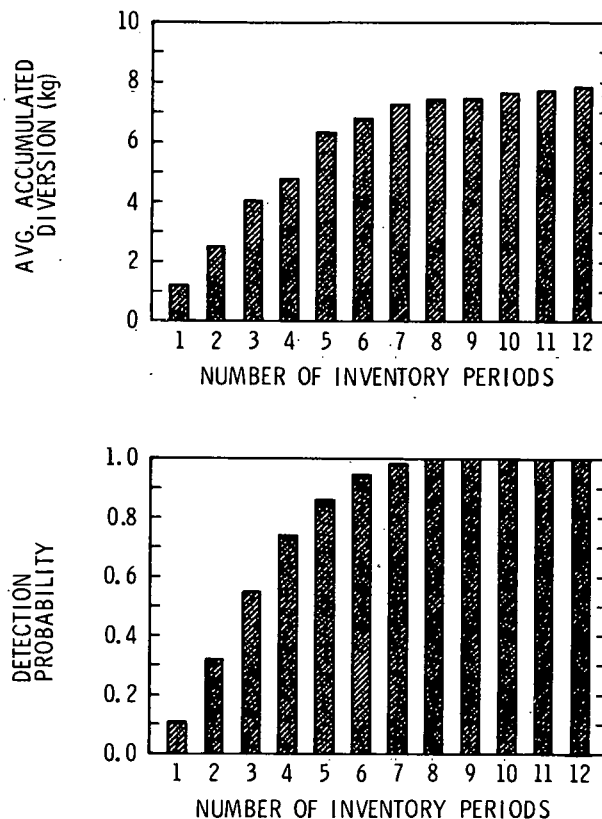 AVG. ACCUMULATED
DIVERSION (kg)
10
8
6
4
2
0
1 2 3 4 5 6 7 8 9 10 11 12
NUMBER OF INVENTORY PERIODS
DETECTION
PROBABILITY
1.0
0.8
0.6
0.4
0.2
0.0
1 2 3 4 5 6 7 8 9 10 11 12
NUMBER OF INVENTORY PERIODS